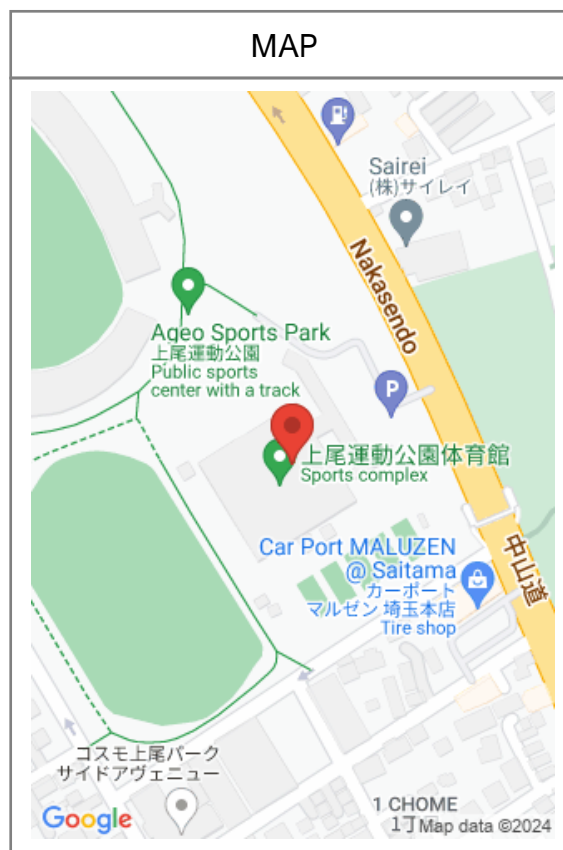 MAP
Sairei
(株)サイレイ
Nakasendo
Ageo Sports Park
上尾運動公園
Public sports
center with a track
P
上尾運動公園体育館
Sports complex
Car Port MALUZEN
@ Saitama
カーポート
マルゼン 埼玉本店
Tire shop
中山道
コスモ上尾パーク
サイドアヴェニュー
1 CHOME
1丁
Google
Map data ©2024